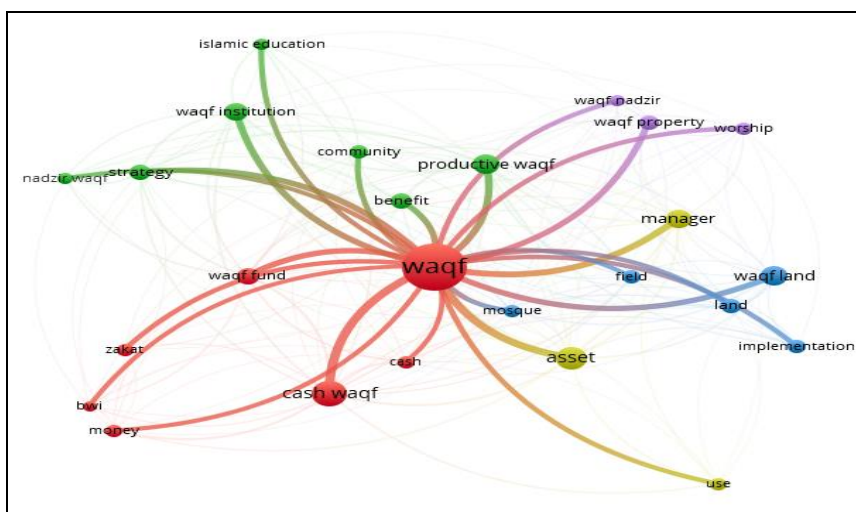 islamic education
waqf nadzir
waqf institution
waqf property
worship
community
productive waqf
nadzir waqf
strategy
benefit
manager
waqf
waqf fund
field
waqf land
mosque
land
zakat
cash
asset
implementation
cash waqf
bwi
money
use